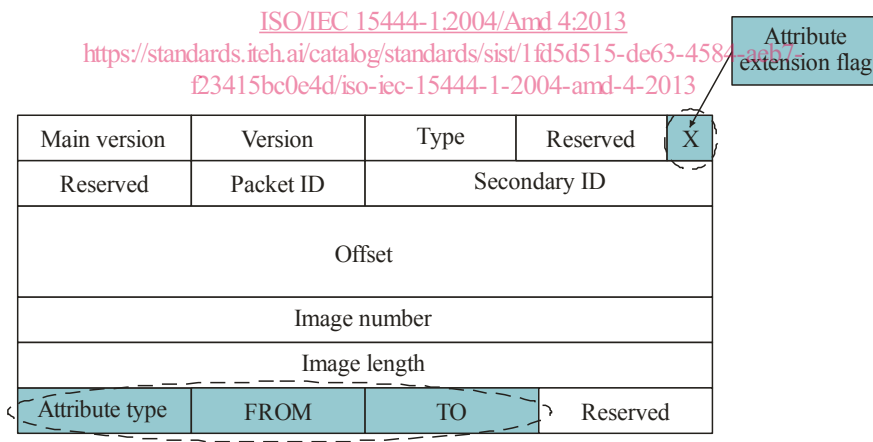 ISO/IEC 15444-1:2004/Amd 4:2013
https://standards.iteh.ai/catalog/standards/sist/1fd5d515-de63-4584-aeb7-
f23415bc0e4d/iso-iec-15444-1-2004-amd-4-2013
Attribute
extension flag
Main version Version Type Reserved X
Reserved Packet ID Secondary ID
Offset
Image number
Image length
Attribute type FROM TO Reserved